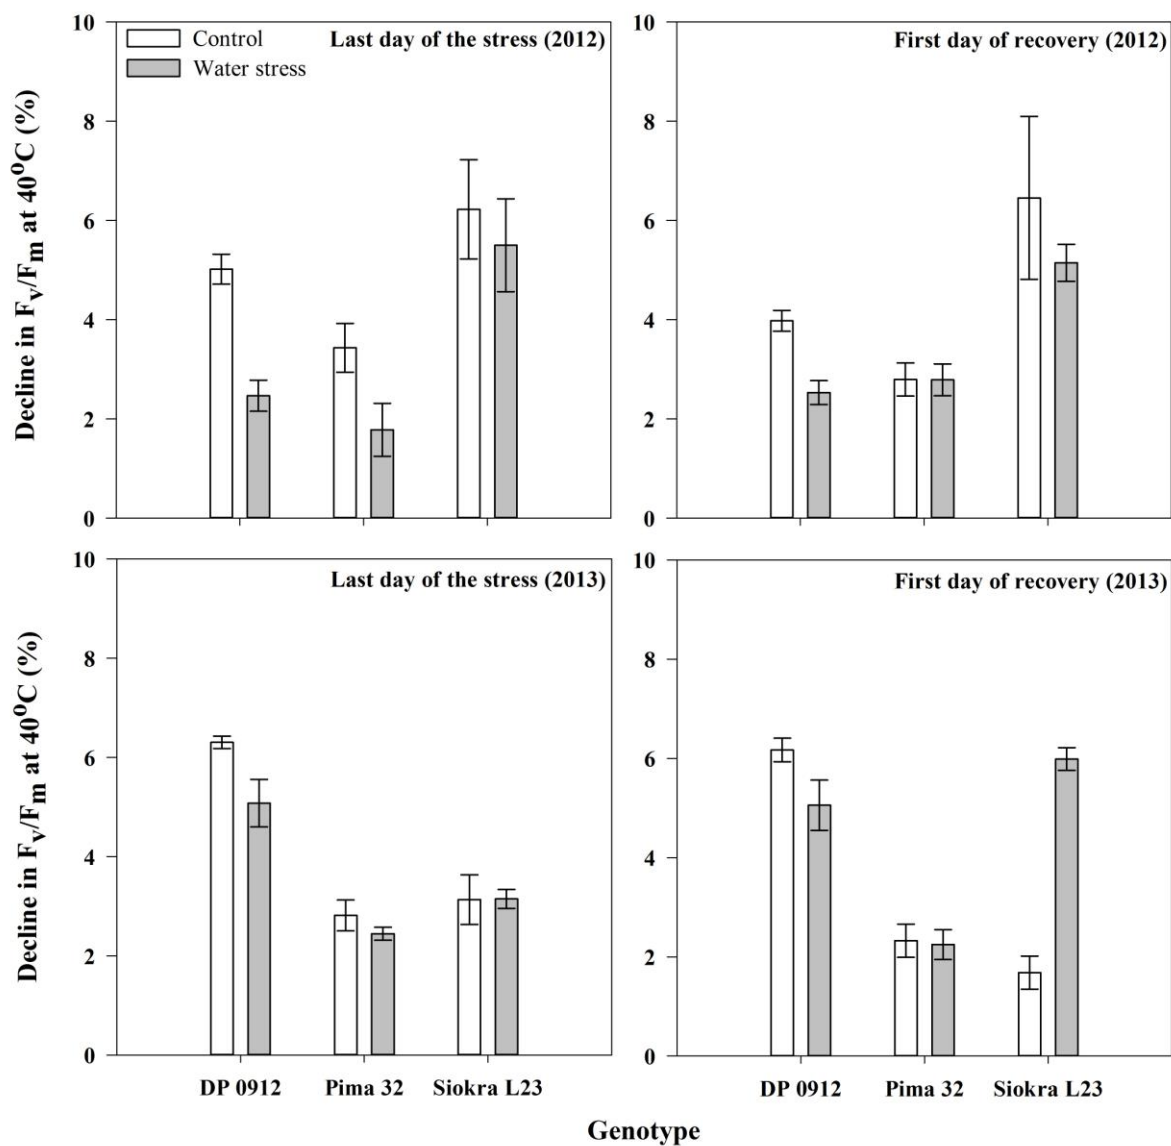 10
8
6
4
2
0
Decline in Fv/Fm at 40ºC (%)
Control
Water stress
Last day of the stress (2012)
10
8
6
4
2
0
First day of recovery (2012)
10
8
6
4
2
0
Decline in Fv/Fm at 40ºC (%)
Last day of the stress (2013)
DP 0912 Pima 32 Siokra L23
10
8
6
4
2
0
First day of recovery (2013)
DP 0912 Pima 32 Siokra L23
Genotype